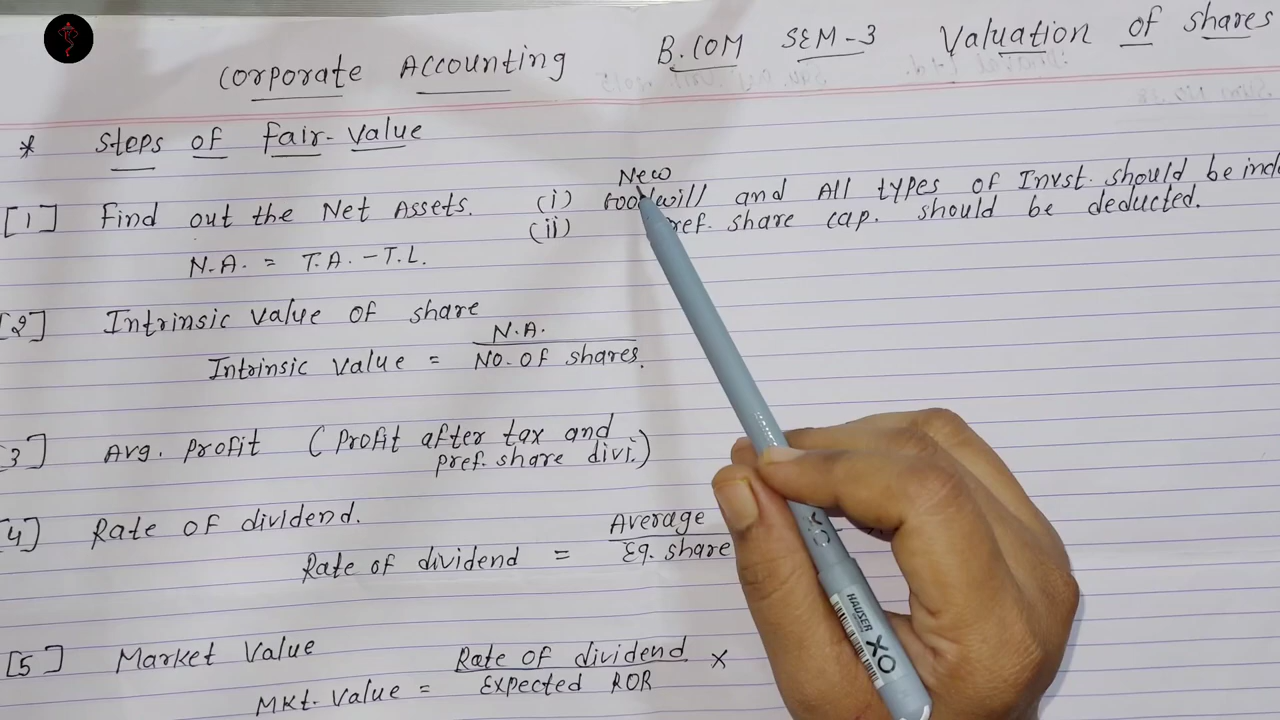 Corporate Accounting B.COM SEM-3 Valuation of shares
* Steps of fair-value
[1] Find out the Net Assets. (i) New Goodwill and All types of Invst. should be
(ii) Pref. share cap. should be deducted.
N.A. = T.A. - T.L.
[2] Intrinsic value of share
Intrinsic value = N.A.
No. of shares.
[3] Avg. Profit (Profit after tax and
pref. share divi.)
[4] Rate of dividend.
Rate of dividend = Average
Eq. share
[5] Market Value
Mkt. value = Rate of dividend ×
Expected ROR
HAUSER XO
XO